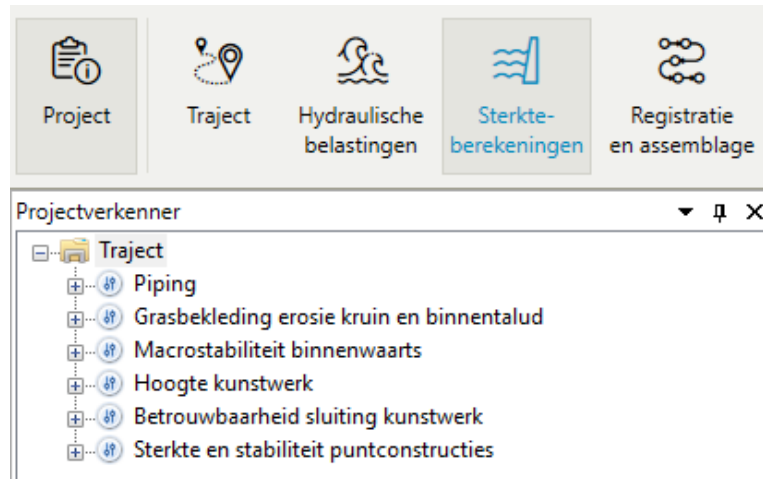 Project
Traject
Hydraulische
belastingen
Sterkte-
berekeningen
Registratie
en assemblage
Projectverkenner
Traject
Piping
Grasbekleding erosie kruin en binnentalud
Macrostabiliteit binnenwaarts
Hoogte kunstwerk
Betrouwbaarheid sluiting kunstwerk
Sterkte en stabiliteit puntconstructies